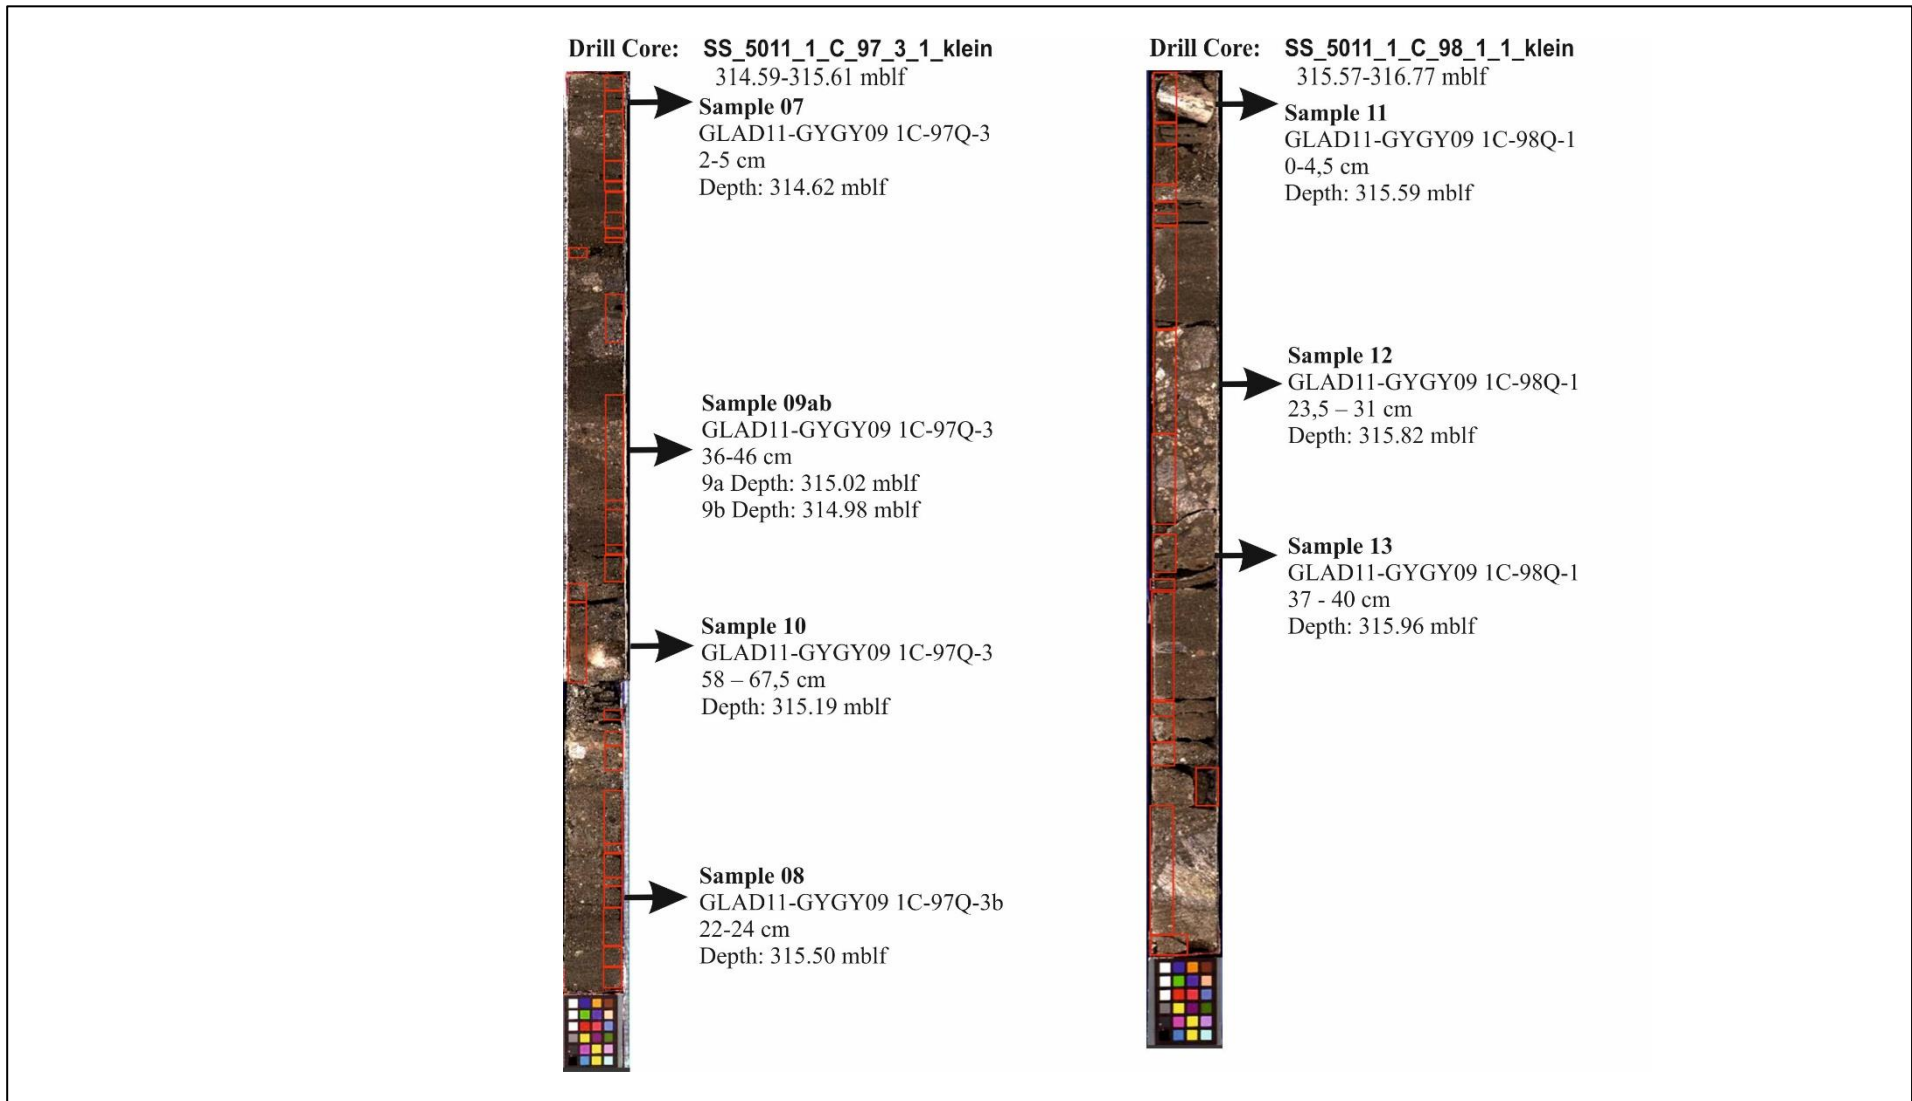 Drill Core: SS_5011_1_C_97_3_1_klein
314.59-315.61 mblf
Sample 07
GLAD11-GYGY09 1C-97Q-3
2-5 cm
Depth: 314.62 mblf
Sample 09ab
GLAD11-GYGY09 1C-97Q-3
36-46 cm
9a Depth: 315.02 mblf
9b Depth: 314.98 mblf
Sample 10
GLAD11-GYGY09 1C-97Q-3
58 – 67,5 cm
Depth: 315.19 mblf
Sample 08
GLAD11-GYGY09 1C-97Q-3b
22-24 cm
Depth: 315.50 mblf
Drill Core: SS_5011_1_C_98_1_1_klein
315.57-316.77 mblf
Sample 11
GLAD11-GYGY09 1C-98Q-1
0-4,5 cm
Depth: 315.59 mblf
Sample 12
GLAD11-GYGY09 1C-98Q-1
23,5 – 31 cm
Depth: 315.82 mblf
Sample 13
GLAD11-GYGY09 1C-98Q-1
37 - 40 cm
Depth: 315.96 mblf